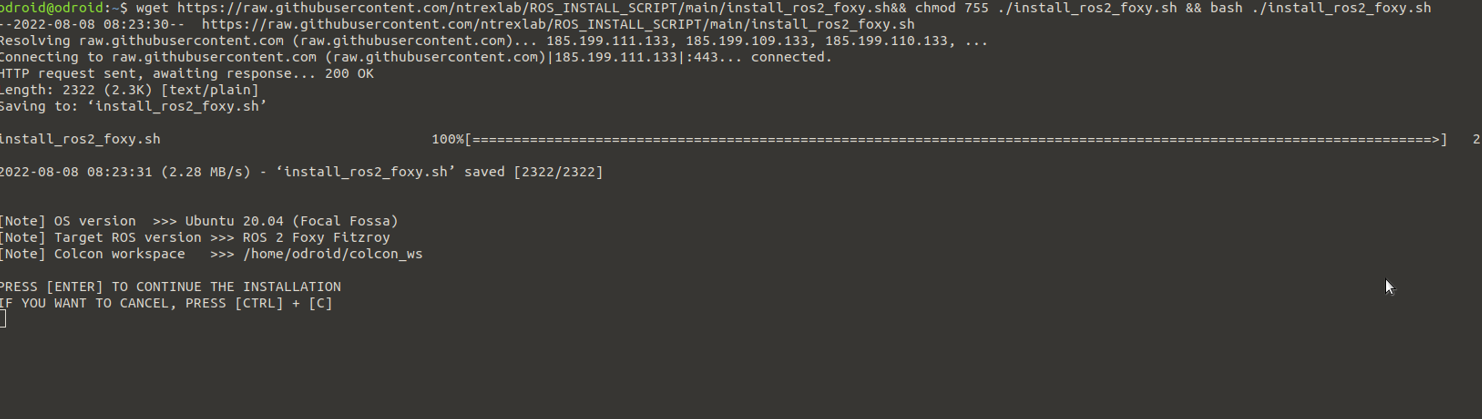 odroid@odroid:~$ wget https://raw.githubusercontent.com/ntrexlab/ROS_INSTALL_SCRIPT/main/install_ros2_foxy.sh&& chmod 755 ./install_ros2_foxy.sh && bash ./install_ros2_foxy.sh
--2022-08-08 08:23:30--  https://raw.githubusercontent.com/ntrexlab/ROS_INSTALL_SCRIPT/main/install_ros2_foxy.sh
Resolving raw.githubusercontent.com (raw.githubusercontent.com)... 185.199.111.133, 185.199.109.133, 185.199.110.133, ...
Connecting to raw.githubusercontent.com (raw.githubusercontent.com)|185.199.111.133|:443... connected.
HTTP request sent, awaiting response... 200 OK
Length: 2322 (2.3K) [text/plain]
Saving to: ‘install_ros2_foxy.sh’
install_ros2_foxy.sh 100%[=====================================================================================================================>] 2
2022-08-08 08:23:31 (2.28 MB/s) - ‘install_ros2_foxy.sh’ saved [2322/2322]
[Note] OS version  >>> Ubuntu 20.04 (Focal Fossa)
[Note] Target ROS version >>> ROS 2 Foxy Fitzroy
[Note] Colcon workspace   >>> /home/odroid/colcon_ws
PRESS [ENTER] TO CONTINUE THE INSTALLATION
IF YOU WANT TO CANCEL, PRESS [CTRL] + [C]